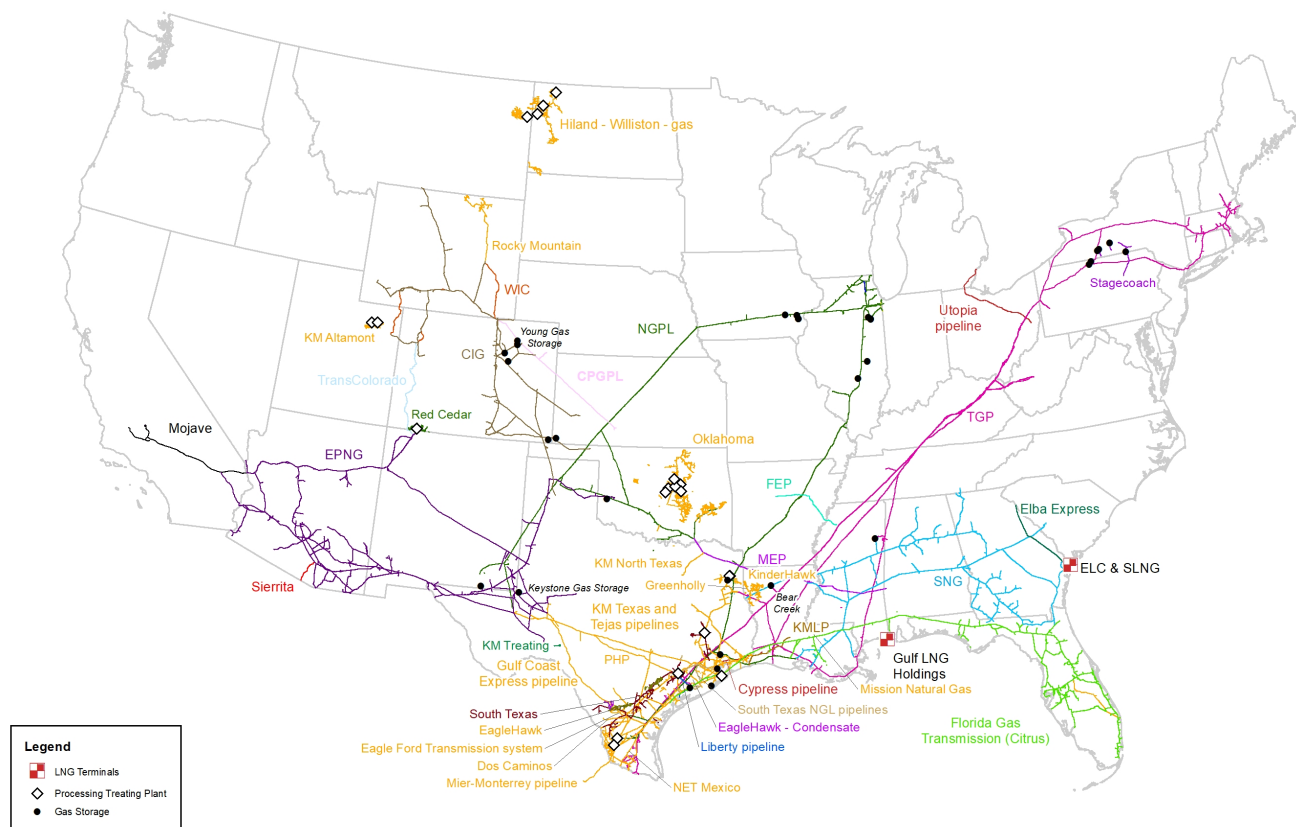 Hiland - Williston - gas
Rocky Mountain
WIC
Stagecoach
Utopia
pipeline
NGPL
Young Gas
Storage
KM Altamont
CIG
TransColorado
CPGPL
Red Cedar
TGP
Mojave
EPNG
Oklahoma
FEP
Elba Express
MEP
KM North Texas
KinderHawk
ELC & SLNG
Sierrita
Greenholly
SNG
Keystone Gas Storage
Bear
Creek
KM Texas and
Tejas pipelines
KMLP
KM Treating
PHP
Gulf Coast
Express pipeline
Gulf LNG
Holdings
Cypress pipeline
Mission Natural Gas
South Texas
South Texas NGL pipelines
EagleHawk
EagleHawk - Condensate
Florida Gas
Transmission (Citrus)
Eagle Ford Transmission system
Liberty pipeline
Dos Caminos
Mier-Monterrey pipeline
NET Mexico
Legend
LNG Terminals
Processing Treating Plant
Gas Storage